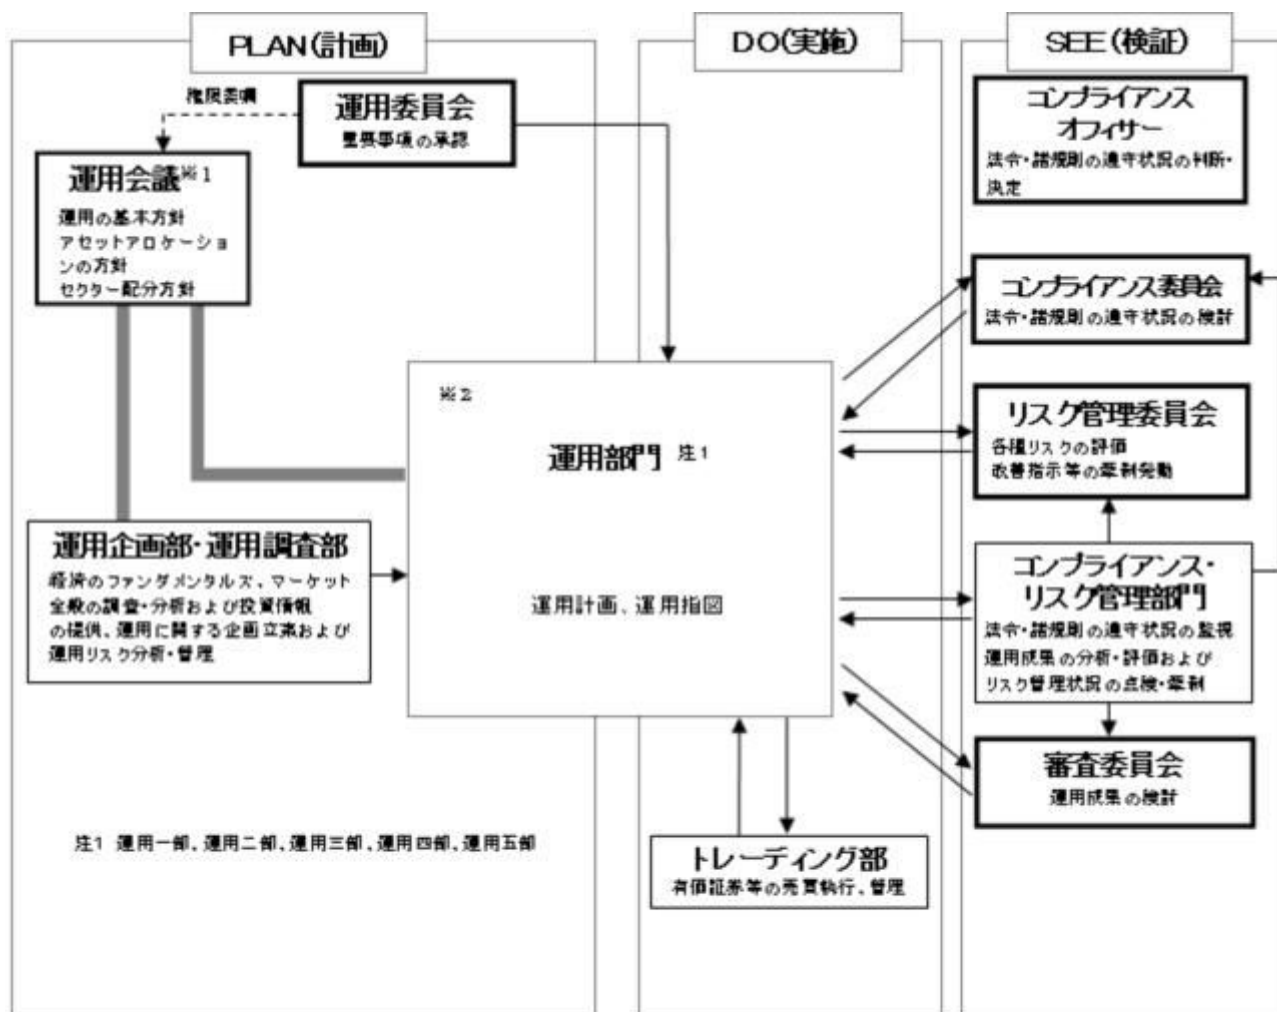 PLAN(計画)
権限委嘱
運用委員会
重要事項の承認
運用会議※1
運用の基本方針
アセットアロケーショ
ンの方針
セクター配分方針
運用企画部・運用調査部
経済のファンダメンタルズ、マーケット
全般の調査・分析および投資情報
の提供、運用に関する企画立案および
運用リスク分析・管理
注1 運用一部、運用二部、運用三部、運用四部、運用五部
DO(実施)
※2
運用部門 注1
運用計画、運用指図
トレーディング部
有価証券等の売買執行、管理
SEE(検証)
コンプライアンス
オフィサー
法令・諸規則の遵守状況の判断・
決定
コンプライアンス委員会
法令・諸規則の遵守状況の検討
リスク管理委員会
各種リスクの評価
改善指示等の牽制発動
コンプライアンス・
リスク管理部門
法令・諸規則の遵守状況の監視
運用成果の分析・評価および
リスク管理状況の点検・牽制
審査委員会
運用成果の検討